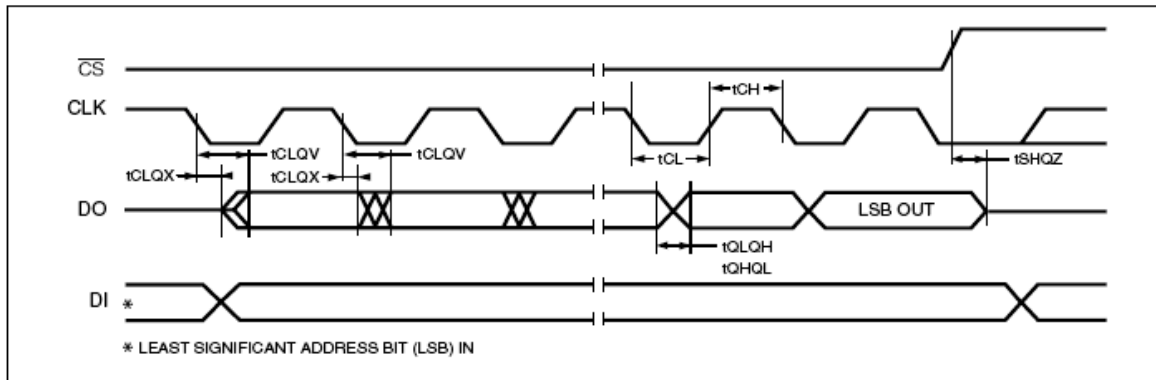 CS
CLK
tCH
tCLQV
tCLQV
tCL
tSHQZ
tCLQX
tCLQX
DO
LSB OUT
tQLQH
tQHQL
DI *
* LEAST SIGNIFICANT ADDRESS BIT (LSB) IN